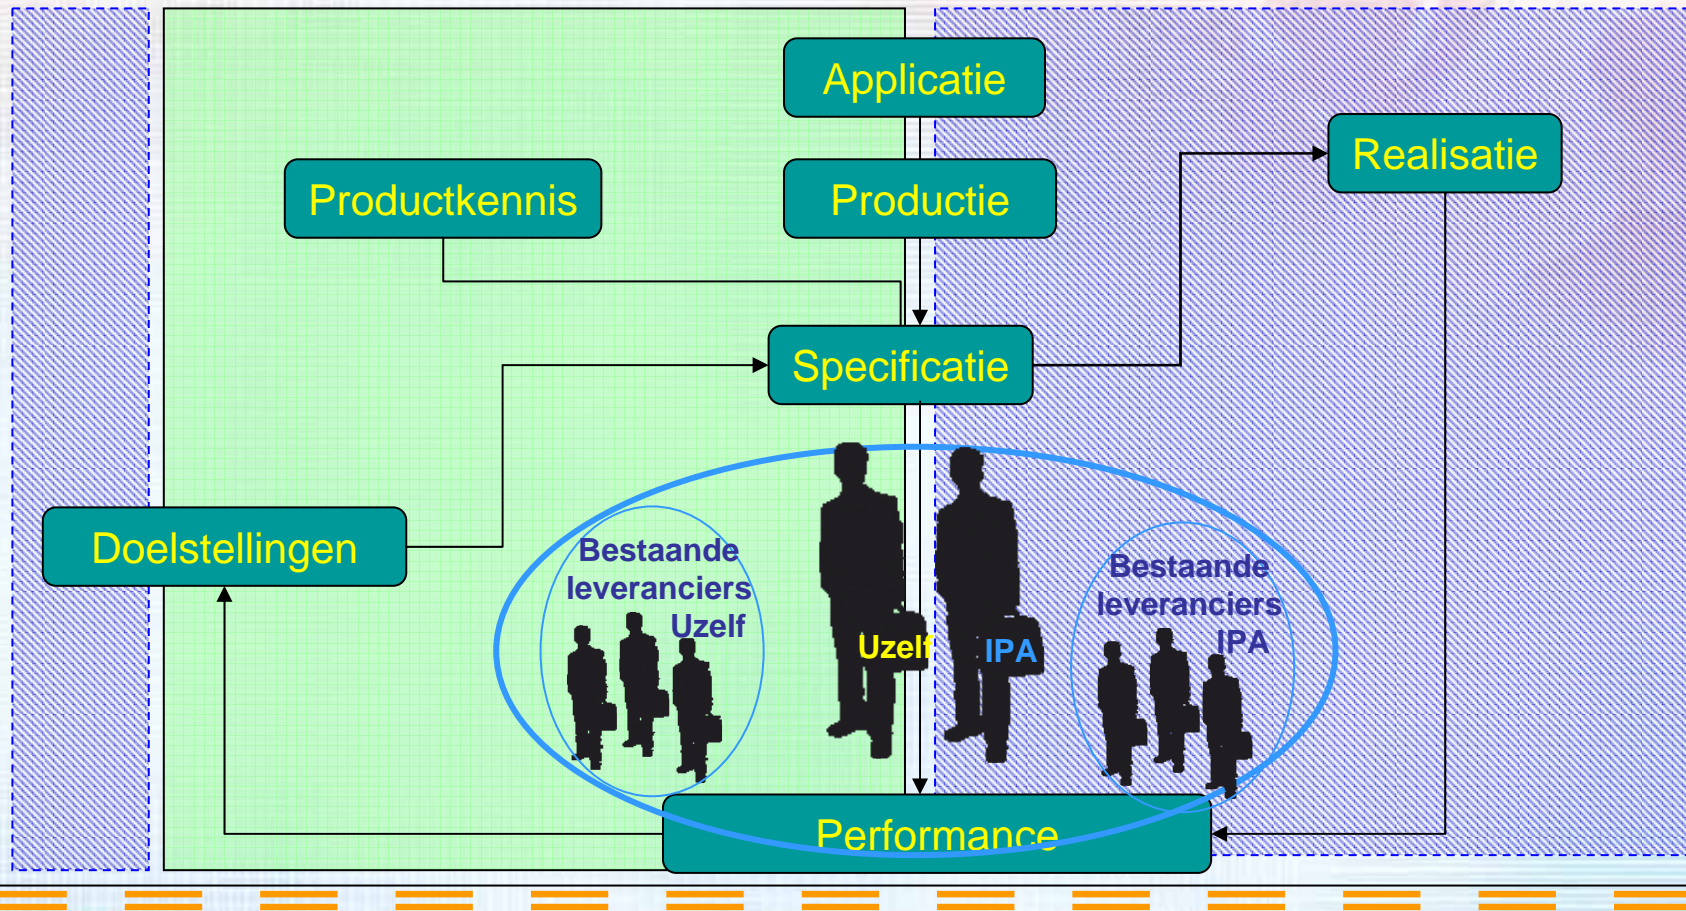 Applicatie
Realisatie
Productkennis
Productie
Specificatie
Doelstellingen
Bestaande
leveranciers
Uzelf
Uzelf
IPA
Bestaande
leveranciers
IPA
Performance